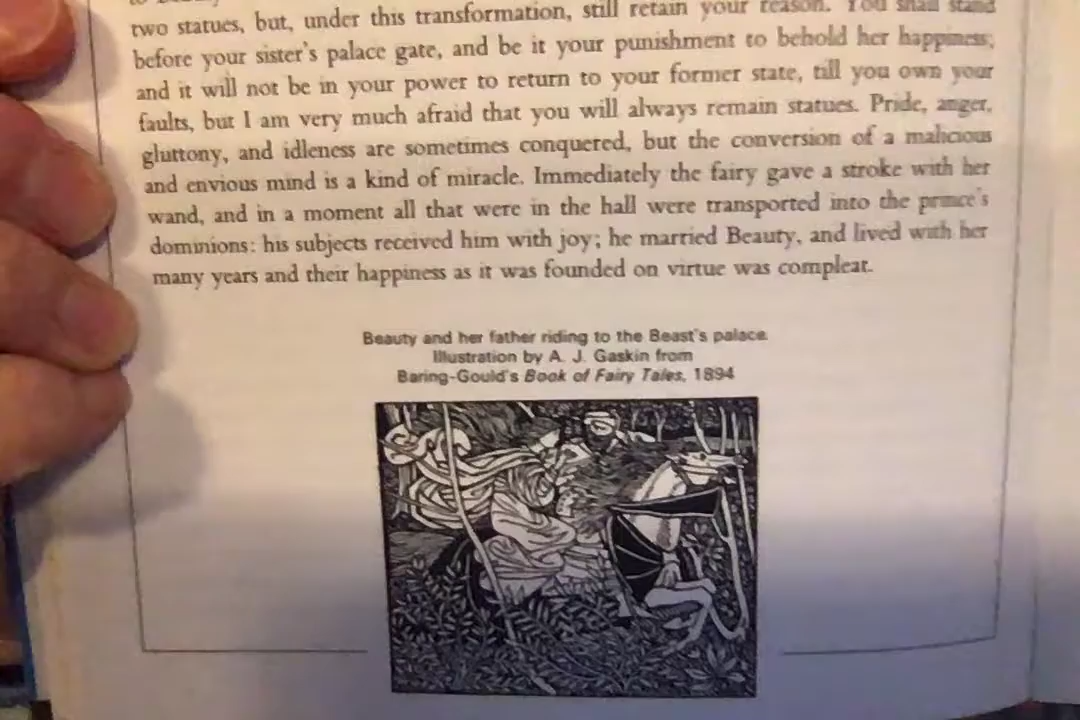 two statues, but, under this transformation, still retain your reason. You shall stand
before your sister's palace gate, and be it your punishment to behold her happiness;
and it will not be in your power to return to your former state, till you own your
faults, but I am very much afraid that you will always remain statues. Pride, anger,
gluttony, and idleness are sometimes conquered, but the conversion of a malicious
and envious mind is a kind of miracle. Immediately the fairy gave a stroke with her
wand, and in a moment all that were in the hall were transported into the prince's
dominions: his subjects received him with joy; he married Beauty, and lived with her
many years and their happiness as it was founded on virtue was compleat.
Beauty and her father riding to the Beast's palace.
Illustration by A. J. Gaskin from
Baring-Gould's Book of Fairy Tales, 1894